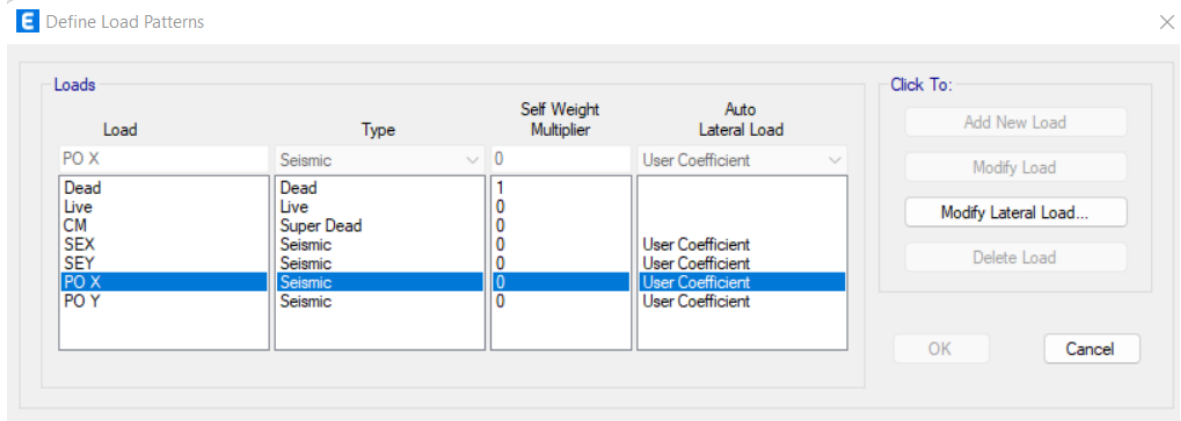 E Define Load Patterns
Loads
Click To:
Load Type Self Weight Multiplier Auto Lateral Load
PO X Seismic 0 User Coefficient
Dead Dead 1
Live Live 0
CM Super Dead 0
SEX Seismic 0 User Coefficient
SEY Seismic 0 User Coefficient
PO X Seismic 0 User Coefficient
PO Y Seismic 0 User Coefficient
Add New Load
Modify Load
Modify Lateral Load...
Delete Load
OK Cancel